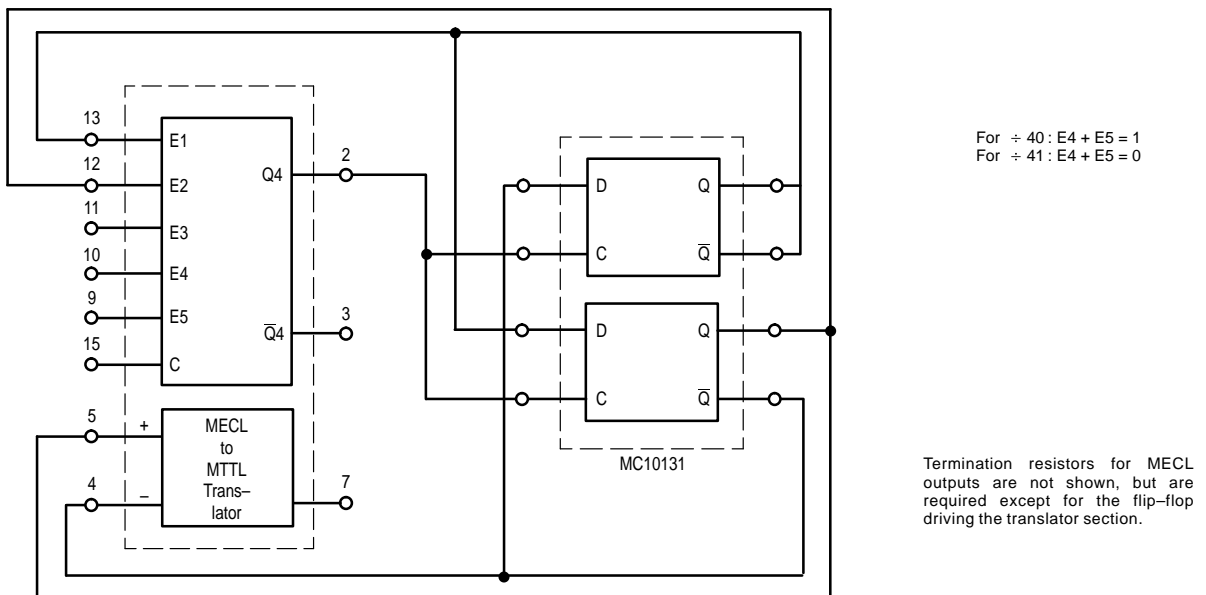 13
E1
12
E2
Q4
2
11
E3
10
E4
9
E5
Q̅4
3
15
C
5
+
MECL
to
MTTL
Trans–
lator
4
–
7
D
Q
C
Q̅
D
Q
C
Q̅
MC10131
For ÷ 40 : E4 + E5 = 1
For ÷ 41 : E4 + E5 = 0
Termination resistors for MECL
outputs are not shown, but are
required except for the flip–flop
driving the translator section.